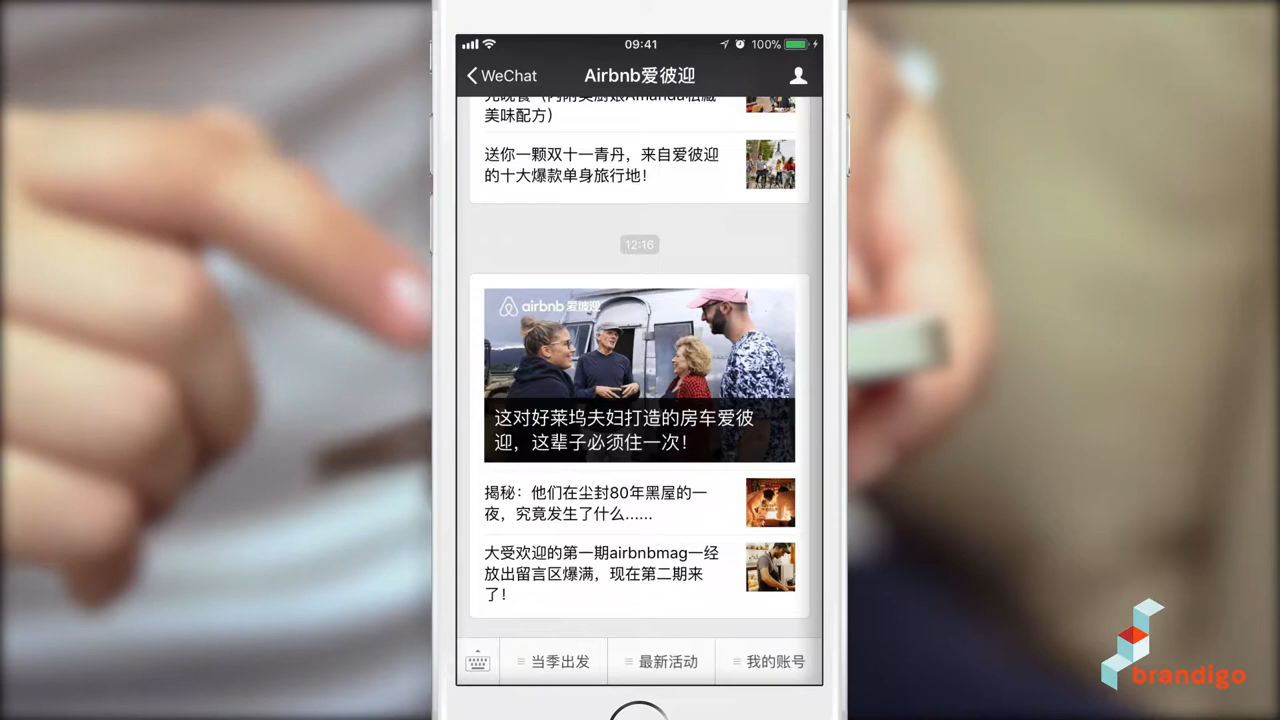 09:41
100%
WeChat
Airbnb爱彼迎
美味配方）
送你一颗双十一青丹，来自爱彼迎
的十大爆款单身旅行地！
12:16
airbnb 爱彼迎
这对好莱坞夫妇打造的房车爱彼
迎，这辈子必须住一次！
揭秘：他们在尘封80年黑屋的一
夜，究竟发生了什么……
大受欢迎的第一期airbnbmag一经
放出留言区爆满，现在第二期来
了！
当季出发
最新活动
我的账号
brandigo